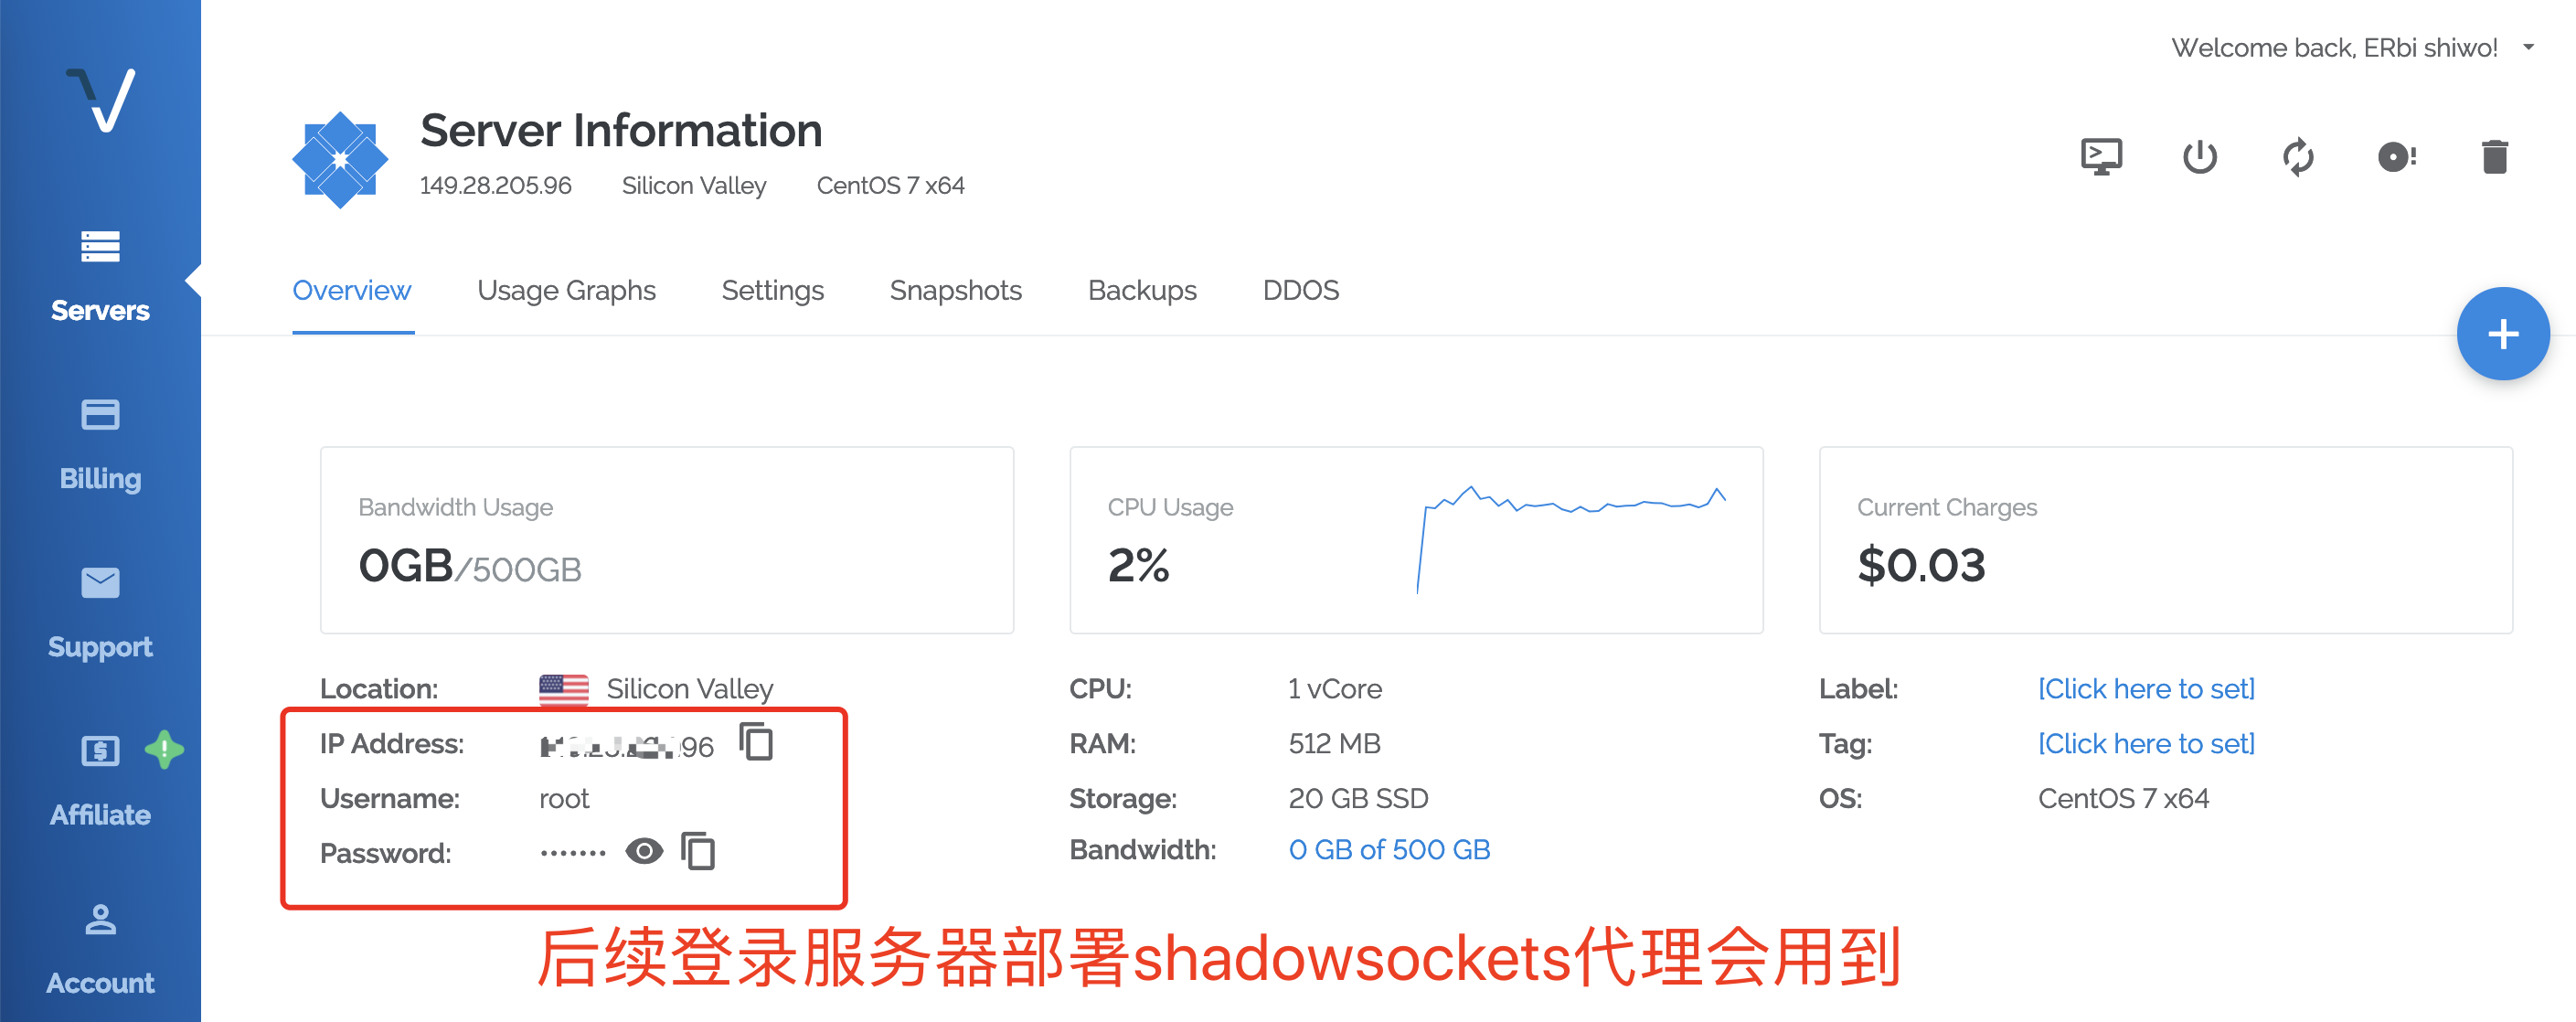 Welcome back, ERbi shiwo!
Server Information
149.28.205.96 Silicon Valley CentOS 7 x64
Servers
Overview Usage Graphs Settings Snapshots Backups DDOS
Billing
Bandwidth Usage
0GB/500GB
CPU Usage
2%
Current Charges
$0.03
Support
Location: Silicon Valley
IP Address: 96
Username: root
Password: ·······
CPU: 1 vCore
RAM: 512 MB
Storage: 20 GB SSD
Bandwidth: 0 GB of 500 GB
Label: [Click here to set]
Tag: [Click here to set]
OS: CentOS 7 x64
Affiliate
Account
后续登录服务器部署shadowsockets代理会用到